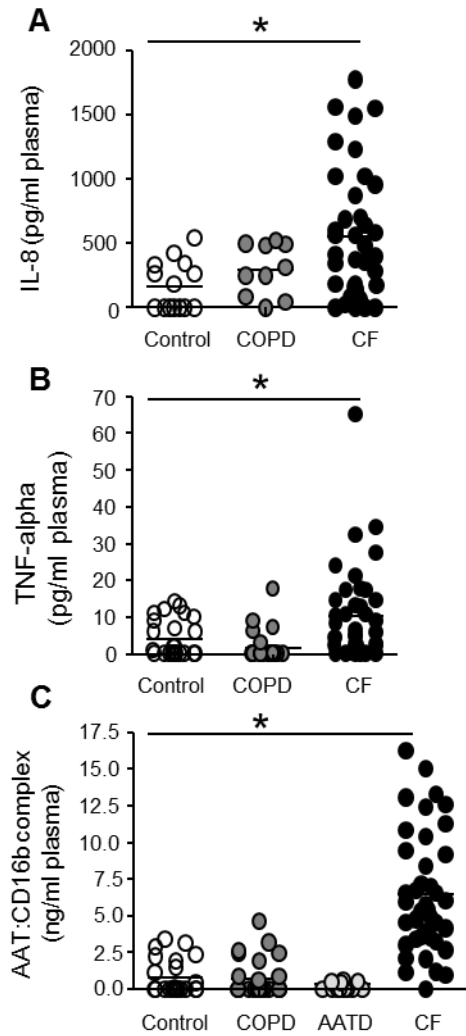 A
*
2000
1500
1000
500
0
IL-8 (pg/ml plasma)
Control COPD CF
B
*
70
60
50
40
30
20
10
0
TNF-alpha
(pg/ml plasma)
Control COPD CF
C
*
17.5
15.0
12.5
10.0
7.5
5.0
2.5
0.0
AAT:CD16b complex
(ng/ml plasma)
Control COPD AATD CF